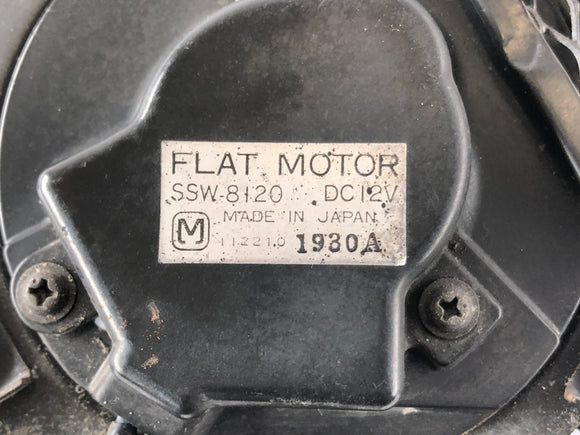 FLAT MOTOR
SSW-8120 DC12V
MADE IN JAPAN
M 112210 1930A